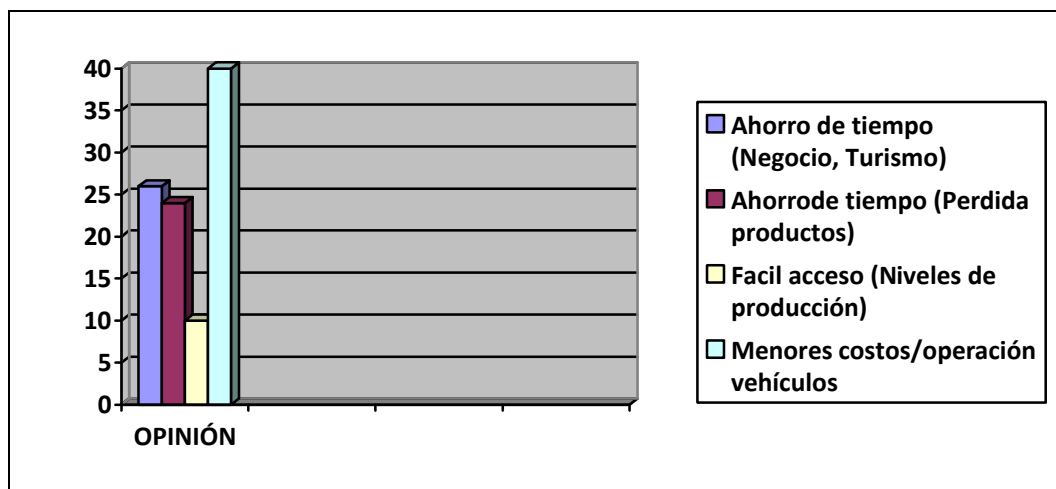 40
35
30
25
20
15
10
5
0
OPINIÓN
Ahorro de tiempo
(Negocio, Turismo)
Ahorrode tiempo (Perdida
productos)
Facil acceso (Niveles de
producción)
Menores costos/operación
vehículos